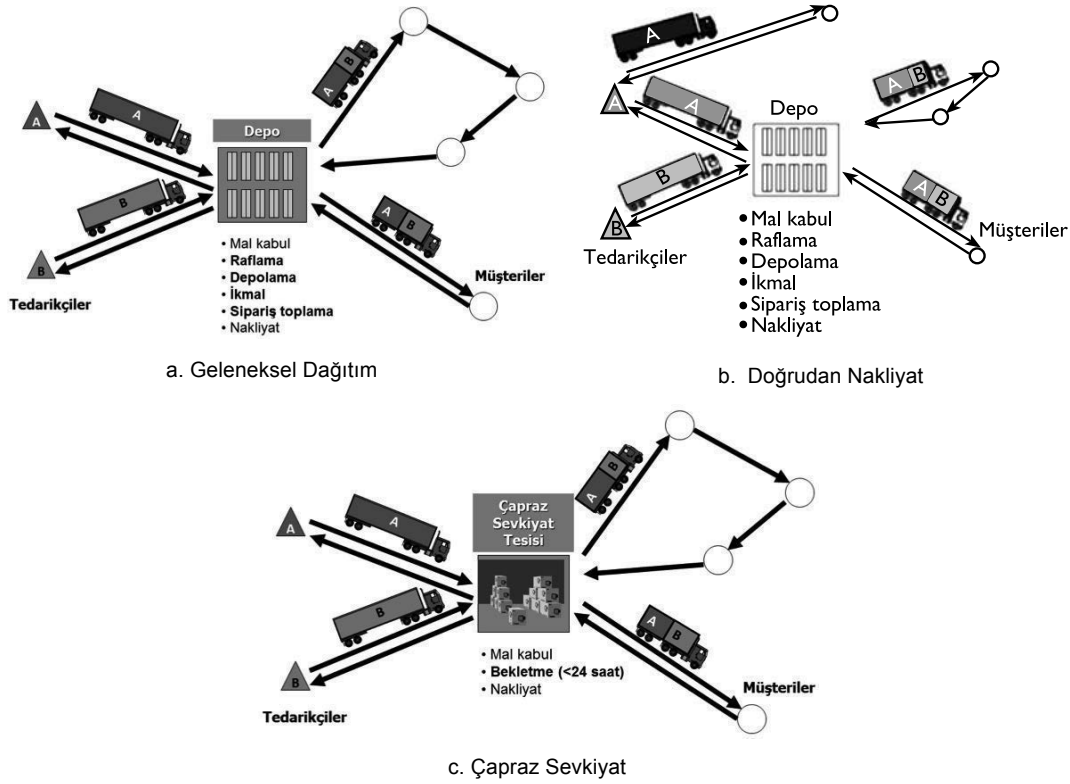 A
A
B
Depo
A
B
B
Tedarikçiler
• Mal kabul
• Raflama
• Depolama
• İkmal
• Sipariş toplama
• Nakliyat
A
B
Müşteriler
a. Geleneksel Dağıtım
A
A
A
B
B
Tedarikçiler
Depo
• Mal kabul
• Raflama
• Depolama
• İkmal
• Sipariş toplama
• Nakliyat
A B
A B
Müşteriler
b. Doğrudan Nakliyat
A
A
B
B
Tedarikçiler
Çapraz
Sevkiyat
Tesisi
• Mal kabul
• Bekletme (<24 saat)
• Nakliyat
A
B
A
B
Müşteriler
c. Çapraz Sevkiyat